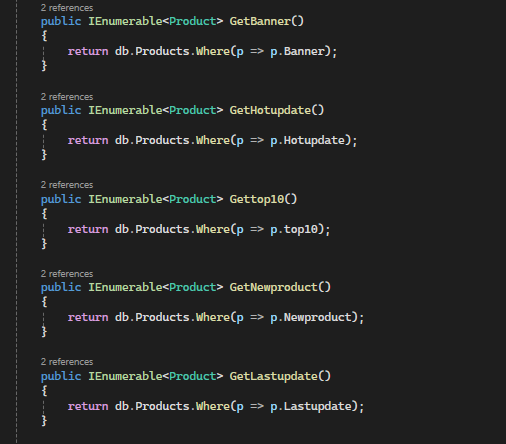 2 references
public IEnumerable<Product> GetBanner()
{
return db.Products.Where(p => p.Banner);
}
2 references
public IEnumerable<Product> GetHotupdate()
{
return db.Products.Where(p => p.Hotupdate);
}
2 references
public IEnumerable<Product> Gettop10()
{
return db.Products.Where(p => p.top10);
}
2 references
public IEnumerable<Product> GetNewproduct()
{
return db.Products.Where(p => p.Newproduct);
}
2 references
public IEnumerable<Product> GetLastupdate()
{
return db.Products.Where(p => p.Lastupdate);
}